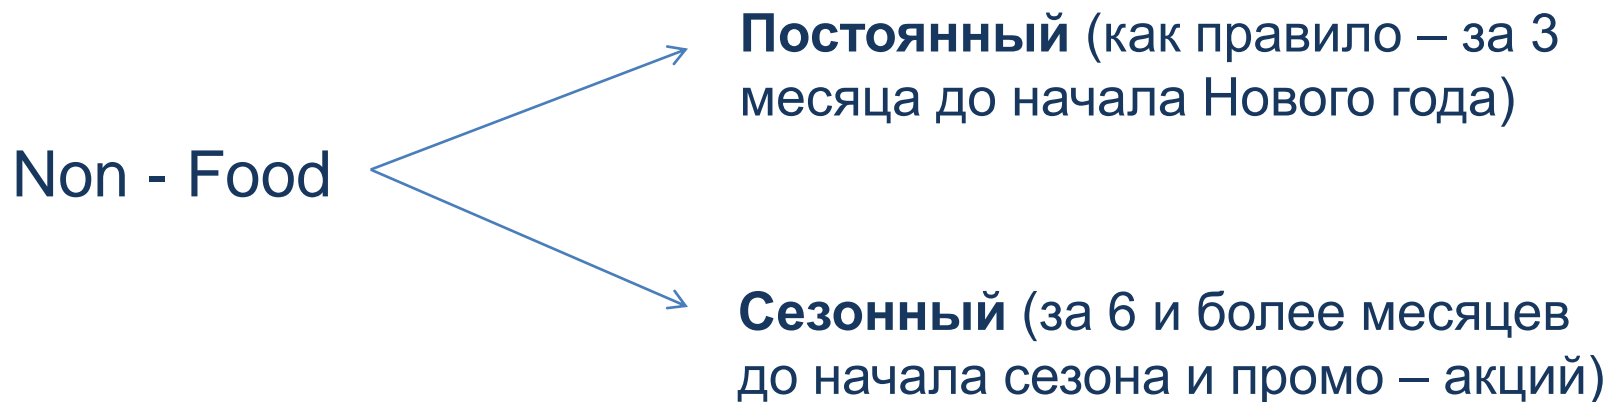 Постоянный (как правило – за 3
месяца до начала Нового года)
Non - Food
Сезонный (за 6 и более месяцев
до начала сезона и промо – акций)